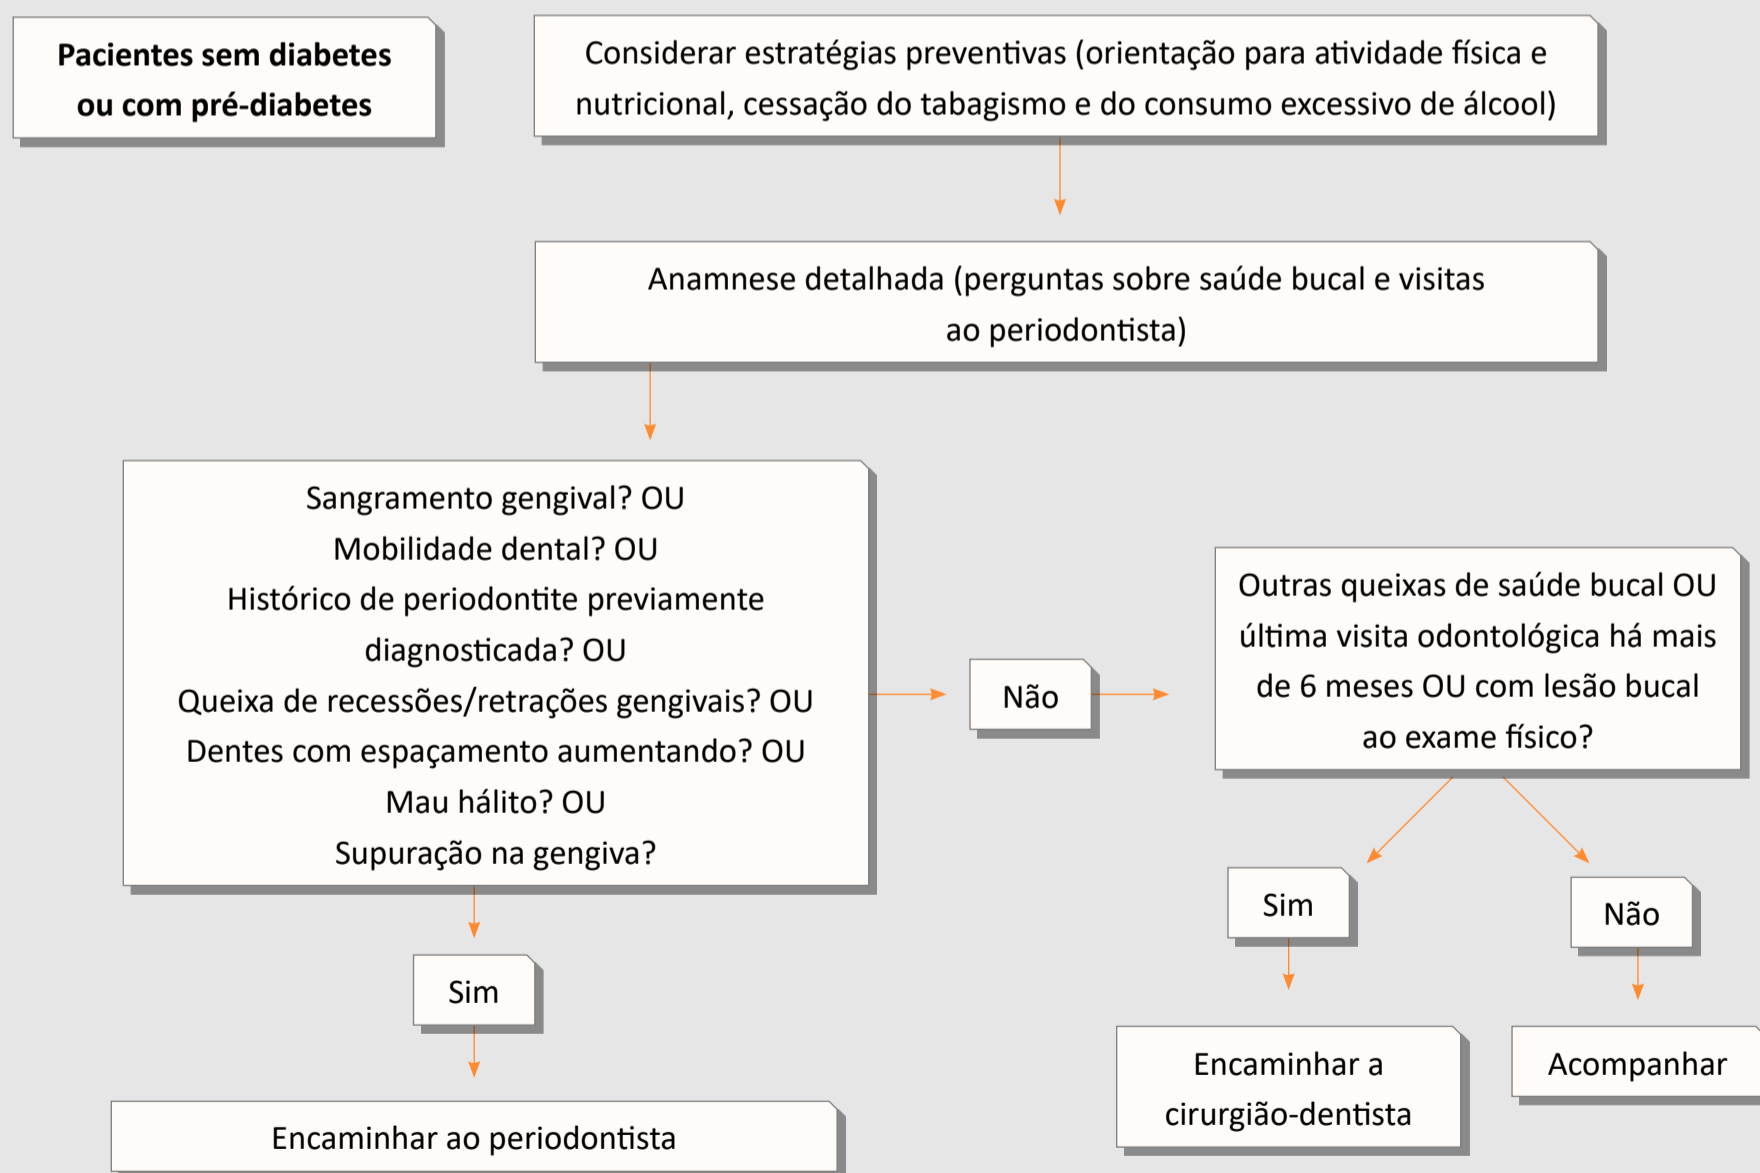 Pacientes sem diabetes
ou com pré-diabetes
Considerar estratégias preventivas (orientação para atividade física e
nutricional, cessação do tabagismo e do consumo excessivo de álcool)
Anamnese detalhada (perguntas sobre saúde bucal e visitas
ao periodontista)
Sangramento gengival? OU
Mobilidade dental? OU
Histórico de periodontite previamente
diagnosticada? OU
Queixa de recessões/retrações gengivais? OU
Dentes com espaçamento aumentando? OU
Mau hálito? OU
Supuração na gengiva?
Não
Outras queixas de saúde bucal OU
última visita odontológica há mais
de 6 meses OU com lesão bucal
ao exame físico?
Sim
Não
Sim
Encaminhar a
cirurgião-dentista
Acompanhar
Encaminhar ao periodontista